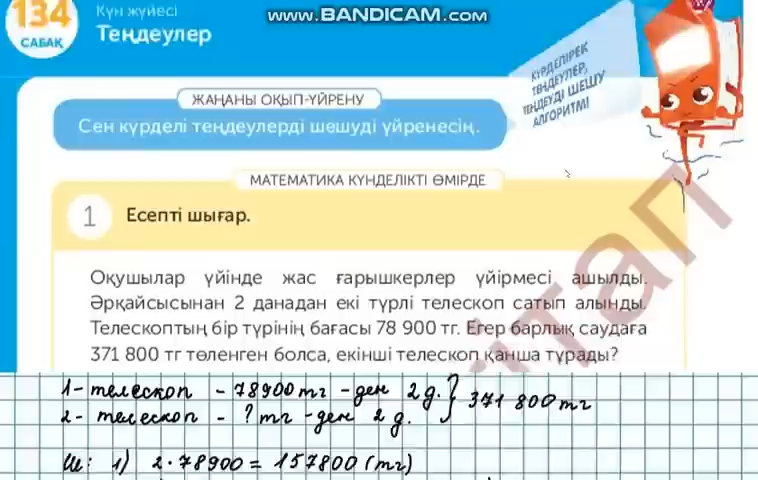 134
САБАҚ
Күн жүйесі
Теңдеулер
www.BANDICAM.com
КҮРДЕЛІРЕК
ТЕҢДЕУЛЕР,
ТЕҢДЕУДІ ШЕШУ
АЛГОРИТМІ
ЖАҢАНЫ ОҚЫП-ҮЙРЕНУ
Сен күрделі теңдеулерді шешуді үйренесің.
МАТЕМАТИКА КҮНДЕЛІКТІ ӨМІРДЕ
1 Есепті шығар.
Оқушылар үйінде жас ғарышкерлер үйірмесі ашылды.
Әрқайсысынан 2 данадан екі түрлі телескоп сатып алынды.
Телескоптың бір түрінің бағасы 78 900 тг. Егер барлық саудаға
371 800 тг төленген болса, екінші телескоп қанша тұрады?
1- телескоп - 78900 тг - ден 2 д. } 371 800 тг
2- телескоп - ? тг - ден 2 д.
Ш: 1) 2 · 78900 = 157800 (тг)